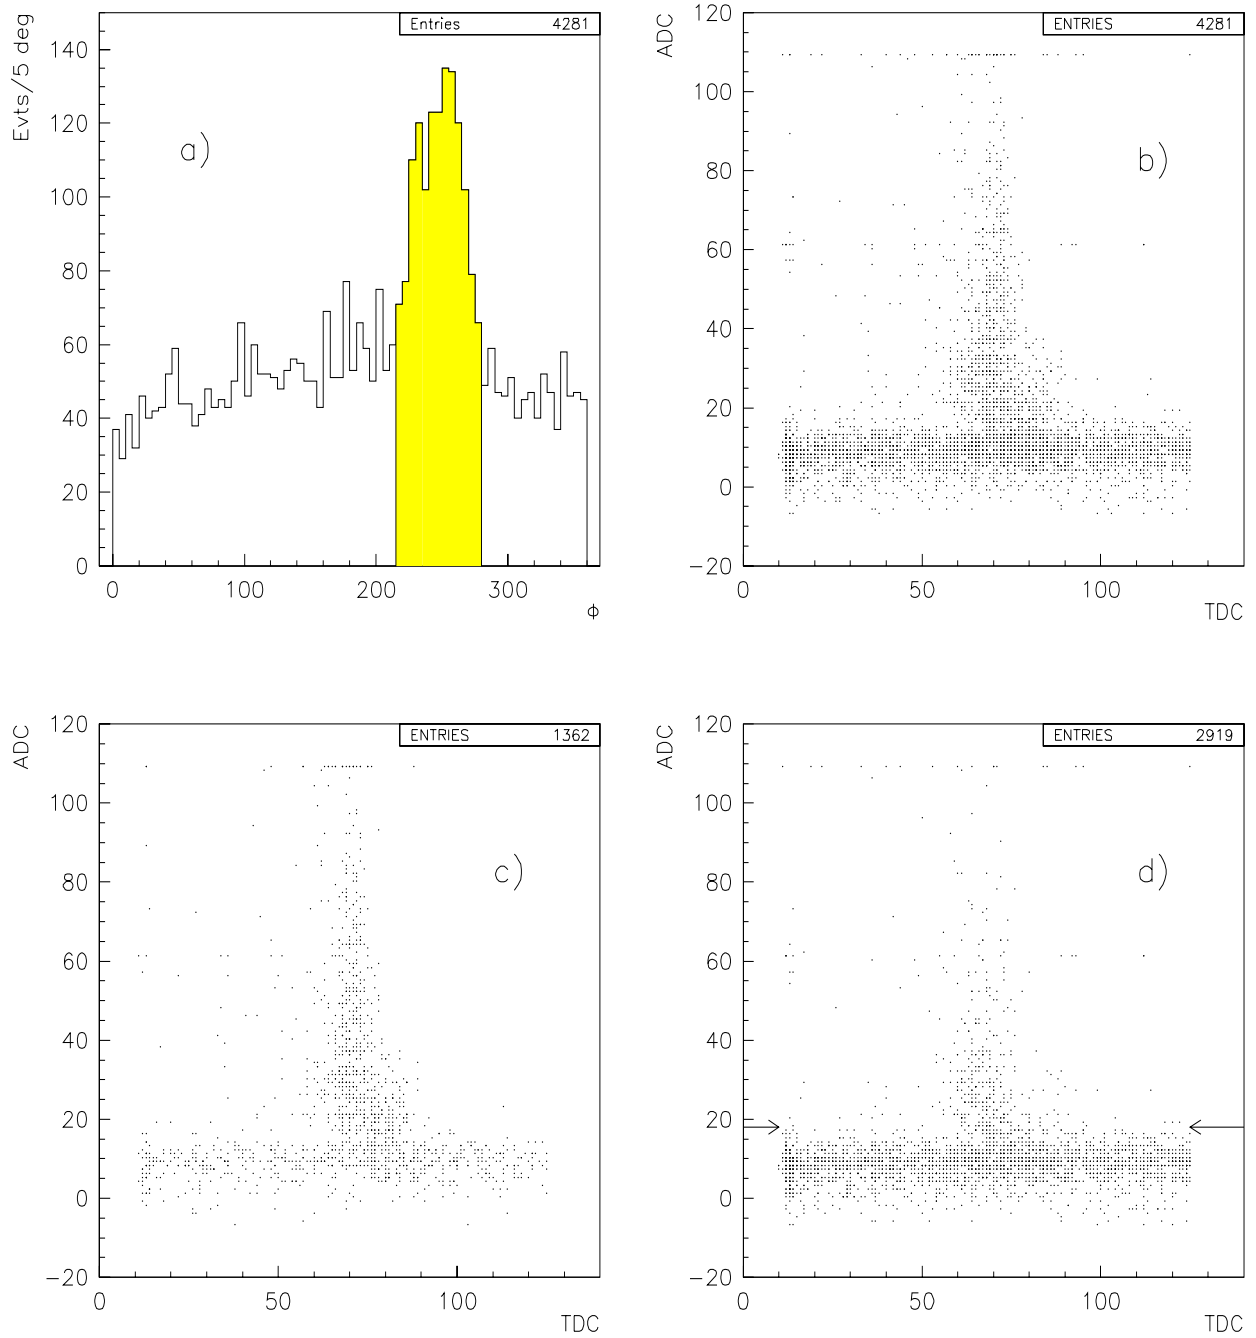 Evts/5 deg
Entries 4281
a)
140
120
100
80
60
40
20
0
0 100 200 300
ϕ
ADC
ENTRIES 4281
b)
120
100
80
60
40
20
0
−20
0 50 100
TDC
ADC
ENTRIES 1362
c)
120
100
80
60
40
20
0
−20
0 50 100
TDC
ADC
ENTRIES 2919
d)
120
100
80
60
40
20
0
−20
0 50 100
TDC